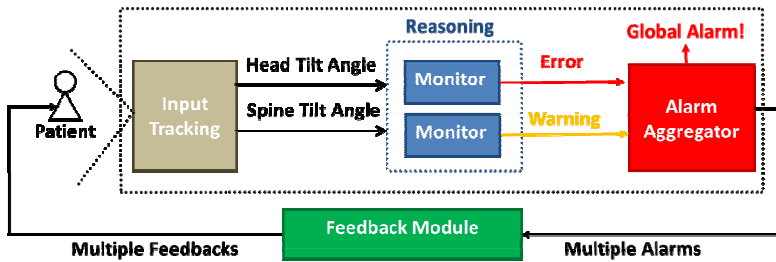 Reasoning
Global Alarm!
Head Tilt Angle
Error
Monitor
Input
Tracking
Alarm
Aggregator
Patient
Spine Tilt Angle
Warning
Monitor
Feedback Module
Multiple Feedbacks
Multiple Alarms